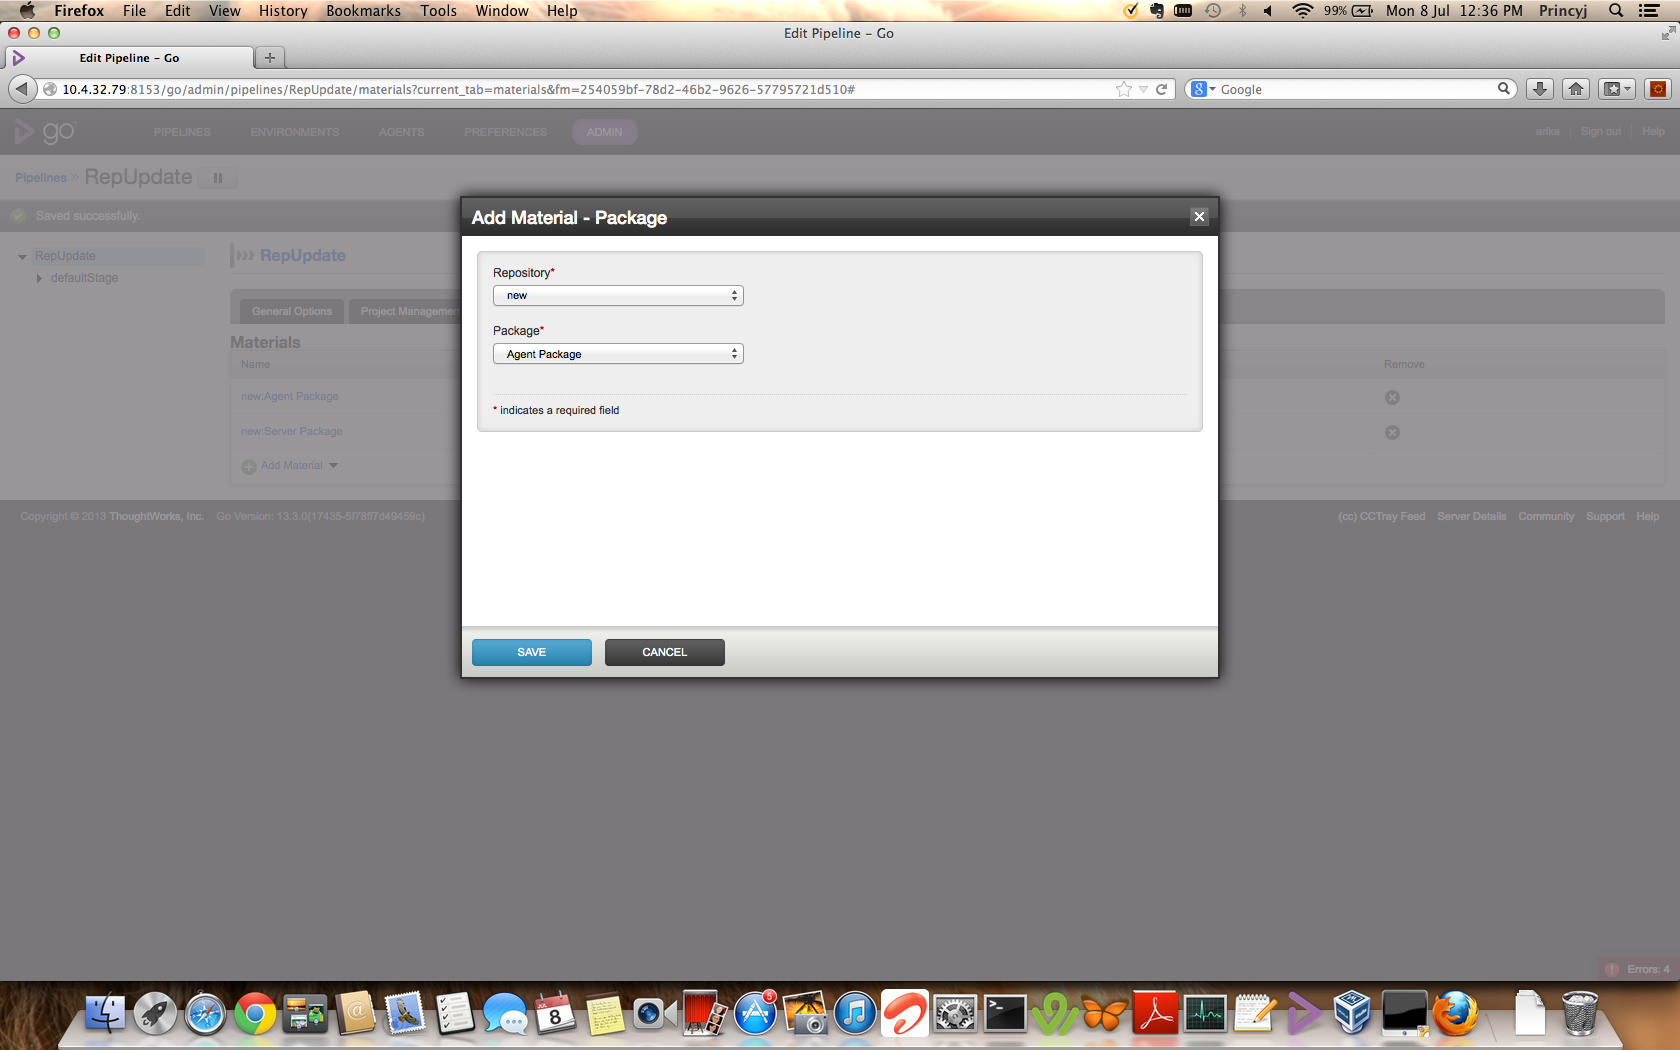 Firefox File Edit View History Bookmarks Tools Window Help 99% Mon 8 Jul 12:36 PM Princyj
Edit Pipeline - Go
Edit Pipeline - Go
10.4.32.79:8153/go/admin/pipelines/RepUpdate/materials?current_tab=materials&fm=254059bf-78d2-46b2-9626-57795721d510# Google
go PIPELINES ENVIRONMENTS AGENTS PREFERENCES ADMIN arika Sign out Help
Pipelines » RepUpdate
Saved successfully.
RepUpdate
defaultStage
RepUpdate
General Options Project Managemen
Materials
Name Remove
new:Agent Package
new:Server Package
Add Material
Add Material - Package
Repository*
new
Package*
Agent Package
* indicates a required field
SAVE CANCEL
Copyright © 2013 ThoughtWorks, Inc. Go Version: 13.3.0(17435-5f78ff7d49459c) (cc) CCTray Feed Server Details Community Support Help
Errors: 4
5
JUL
8